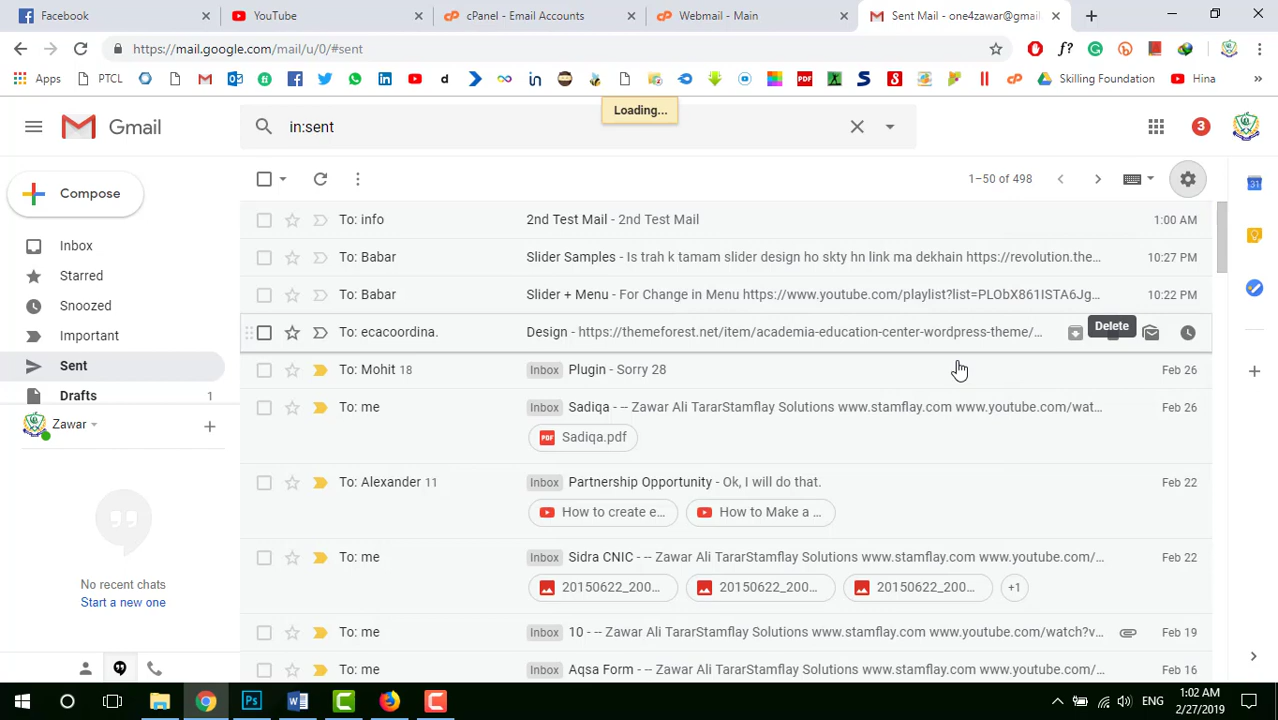 Facebook
YouTube
cPanel - Email Accounts
Webmail - Main
Sent Mail - one4zawar@gmail
https://mail.google.com/mail/u/0/#sent
Apps PTCL Skilling Foundation Hina
Loading...
Gmail
in:sent
3
Compose
1–50 of 498
Inbox
Starred
Snoozed
Important
Sent
Drafts 1
Zawar
No recent chats
Start a new one
To: info 2nd Test Mail - 2nd Test Mail 1:00 AM
To: Babar Slider Samples - Is trah k tamam slider design ho skty hn link ma dekhain https://revolution.the... 10:27 PM
To: Babar Slider + Menu - For Change in Menu https://www.youtube.com/playlist?list=PLObX861ISTA6Jg... 10:22 PM
To: ecacoordina. Design - https://themeforest.net/item/academia-education-center-wordpress-theme/... Delete
To: Mohit 18 Inbox Plugin - Sorry 28 Feb 26
To: me Inbox Sadiqa - -- Zawar Ali TararStamflay Solutions www.stamflay.com www.youtube.com/wat... Feb 26
PDF Sadiqa.pdf
To: Alexander 11 Inbox Partnership Opportunity - Ok, I will do that. Feb 22
How to create e... How to Make a ...
To: me Inbox Sidra CNIC - -- Zawar Ali TararStamflay Solutions www.stamflay.com www.youtube.com/... Feb 22
20150622_200... 20150622_200... 20150622_200... +1
To: me Inbox 10 - -- Zawar Ali TararStamflay Solutions www.stamflay.com www.youtube.com/watch?v... Feb 19
To: me Inbox Aqsa Form - -- Zawar Ali TararStamflay Solutions www.stamflay.com www.youtube.com/... Feb 16
ENG
1:02 AM
2/27/2019